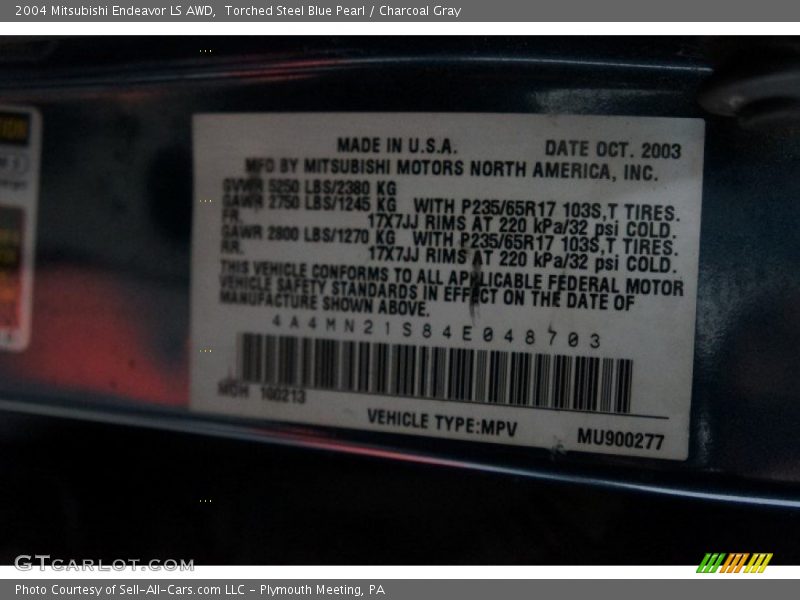 2004 Mitsubishi Endeavor LS AWD,  Torched Steel Blue Pearl / Charcoal Gray
MADE IN U.S.A. DATE OCT. 2003
MFD BY MITSUBISHI MOTORS NORTH AMERICA, INC.
GVWR 5250 LBS/2380 KG
GAWR 2750 LBS/1245 KG WITH P235/65R17 103S,T TIRES.
FR. 17X7JJ RIMS AT 220 kPa/32 psi COLD.
GAWR 2800 LBS/1270 KG WITH P235/65R17 103S,T TIRES.
RR. 17X7JJ RIMS AT 220 kPa/32 psi COLD.
THIS VEHICLE CONFORMS TO ALL APPLICABLE FEDERAL MOTOR
VEHICLE SAFETY STANDARDS IN EFFECT ON THE DATE OF
MANUFACTURE SHOWN ABOVE.
4A4MN21S84E048703
100213
VEHICLE TYPE:MPV MU900277
GTCARLOT.COM
Photo Courtesy of Sell-All-Cars.com LLC - Plymouth Meeting, PA